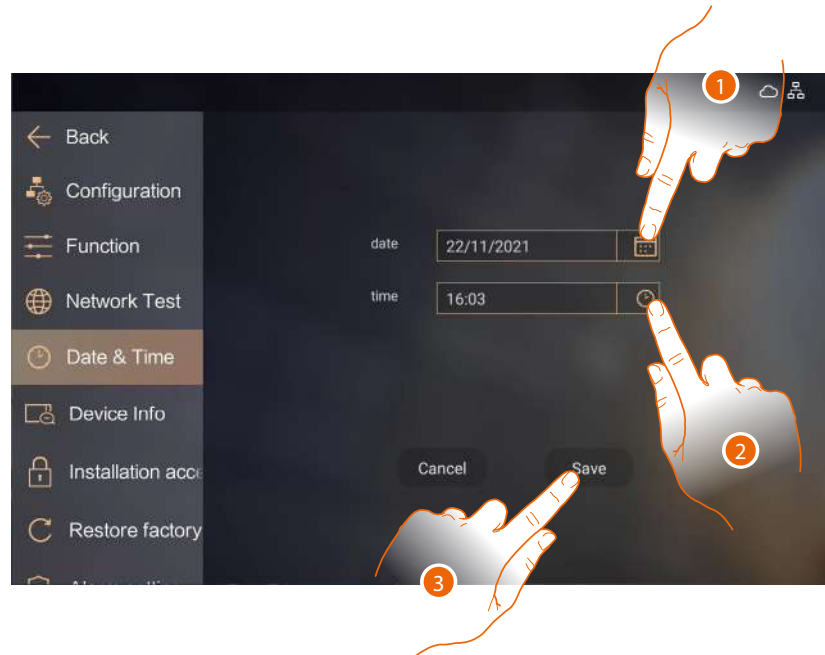 1
Back
Configuration
Function
date 22/11/2021
Network Test
time 16:03
Date & Time
Device Info
2
Installation acce
Cancel Save
Restore factory
3